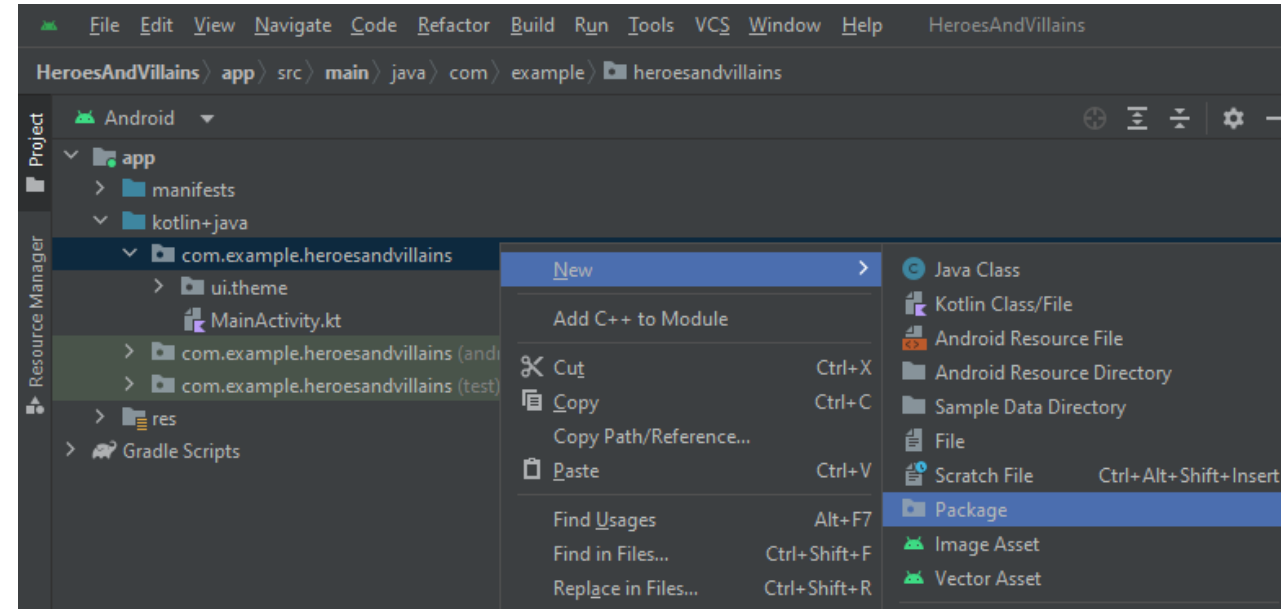 File Edit View Navigate Code Refactor Build Run Tools VCS Window Help HeroesAndVillains
HeroesAndVillains app src main java com example heroesandvillains
Project
Resource Manager
Android
app
manifests
kotlin+java
com.example.heroesandvillains
ui.theme
MainActivity.kt
com.example.heroesandvillains (andr
com.example.heroesandvillains (test)
res
Gradle Scripts
New
Add C++ to Module
Cut Ctrl+X
Copy Ctrl+C
Copy Path/Reference...
Paste Ctrl+V
Find Usages Alt+F7
Find in Files... Ctrl+Shift+F
Replace in Files... Ctrl+Shift+R
Java Class
Kotlin Class/File
Android Resource File
Android Resource Directory
Sample Data Directory
File
Scratch File Ctrl+Alt+Shift+Insert
Package
Image Asset
Vector Asset